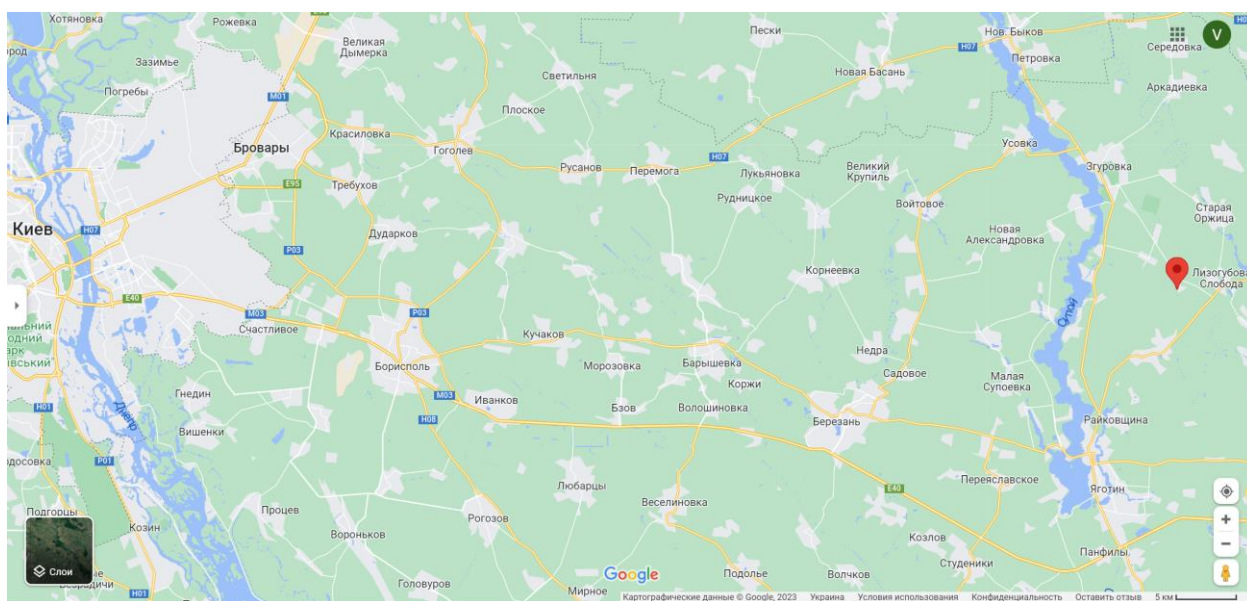 Хотяновка
Рожевка
Великая
Дымерка
Пески
H07
Нов. Быков
V
Середовка
Петровка
Зазимье
Светильня
Новая Басань
Погребы
M01
Аркадиевка
Плоское
Красиловка
Усовка
Бровары
Гоголев
H07
Русанов
Перемога
Лукьяновка
Великий
Крупиль
Згуровка
E95
Требухов
Рудницкое
Войтовое
Старая
Оржица
Киев
H07
Дударков
Новая
Александровка
P03
Корнеевка
Лизогубова
Слобода
E40
M03
Счастливое
P03
Супой
Кучаков
Недра
Борисполь
Морозовка
Барышевка
Садовое
Малая
Супоевка
Гнедин
M03
Иванков
Коржи
Днепр
H01
H08
Бзов
Волошиновка
Березань
Райковщина
Вишенки
P01
Любарцы
E40
Переяславское
Яготин
Подгорцы
Процев
Рогозов
Веселиновка
Козин
Вороньков
Козлов
Слои
Студеники
Панфилы
H01
Головуров
Google
Мирное
Подолье
Волчков
Картографические данные © Google, 2023 Украина Условия использования Конфиденциальность Оставить отзыв 5 км